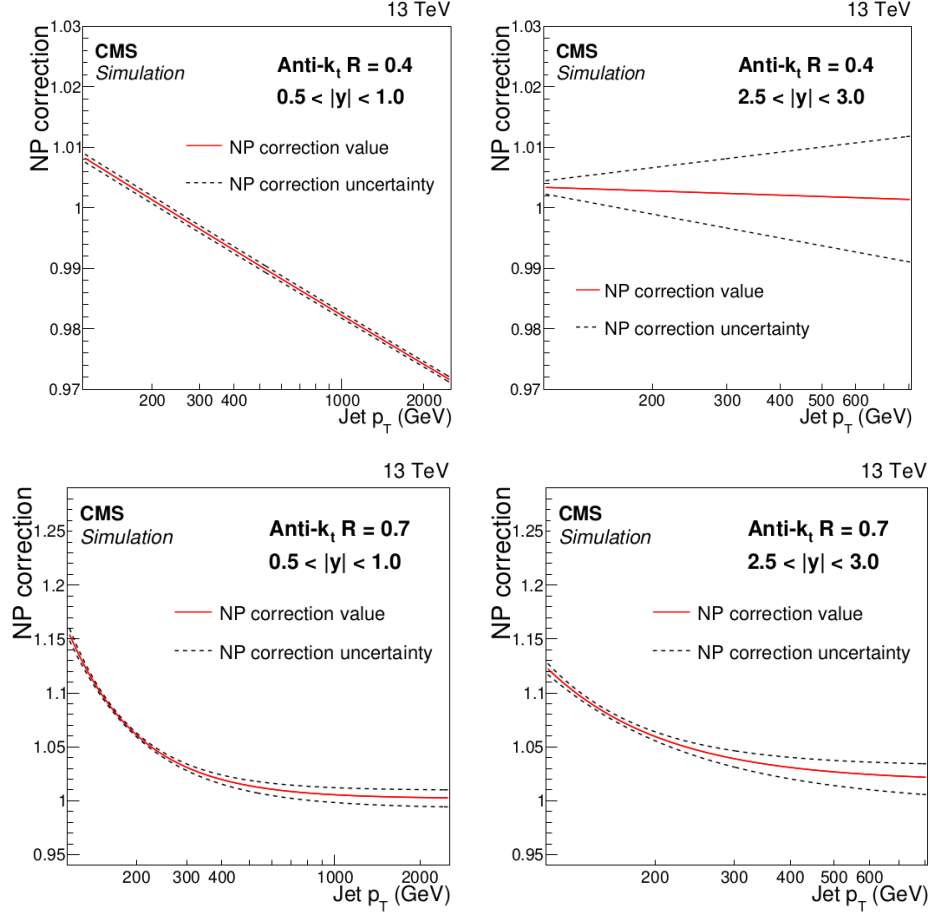 13 TeV
NP correction
1.03
1.02
1.01
1
0.99
0.98
0.97
CMS
Simulation
Anti-kt R = 0.4
0.5 < |y| < 1.0
NP correction value
NP correction uncertainty
200 300 400 1000 2000
Jet pT (GeV)
13 TeV
NP correction
1.03
1.02
1.01
1
0.99
0.98
0.97
CMS
Simulation
Anti-kt R = 0.4
2.5 < |y| < 3.0
NP correction value
NP correction uncertainty
200 300 400 500 600
Jet pT (GeV)
13 TeV
NP correction
1.25
1.2
1.15
1.1
1.05
1
0.95
CMS
Simulation
Anti-kt R = 0.7
0.5 < |y| < 1.0
NP correction value
NP correction uncertainty
200 300 400 1000 2000
Jet pT (GeV)
13 TeV
NP correction
1.25
1.2
1.15
1.1
1.05
1
0.95
CMS
Simulation
Anti-kt R = 0.7
2.5 < |y| < 3.0
NP correction value
NP correction uncertainty
200 300 400 500 600
Jet pT (GeV)